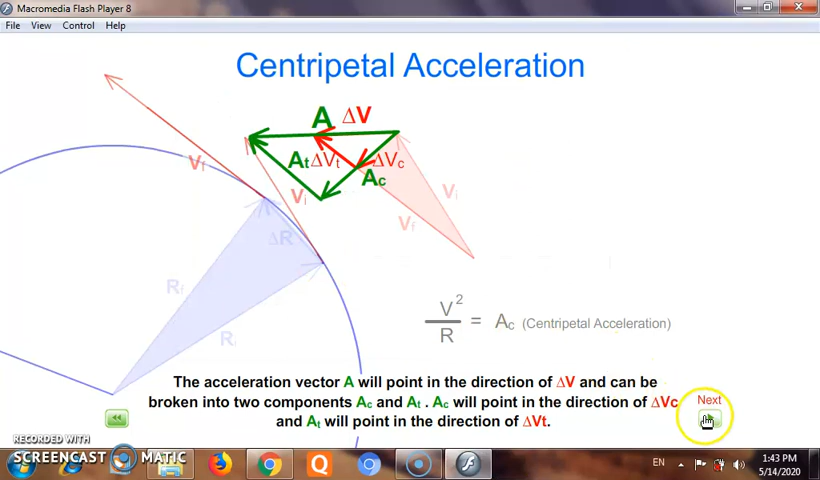 Macromedia Flash Player 8
File View Control Help
Centripetal Acceleration
A ΔV
At ΔVt ΔVc
Ac
Vf
Vi
Vi
Vf
ΔR
Rf
Ri
V²
R
= Ac (Centripetal Acceleration)
The acceleration vector A will point in the direction of ΔV and can be
broken into two components Ac and At . Ac will point in the direction of ΔVc
and At will point in the direction of ΔVt.
Next
RECORDED WITH
SCREENCAST MATIC
EN
1:43 PM
5/14/2020